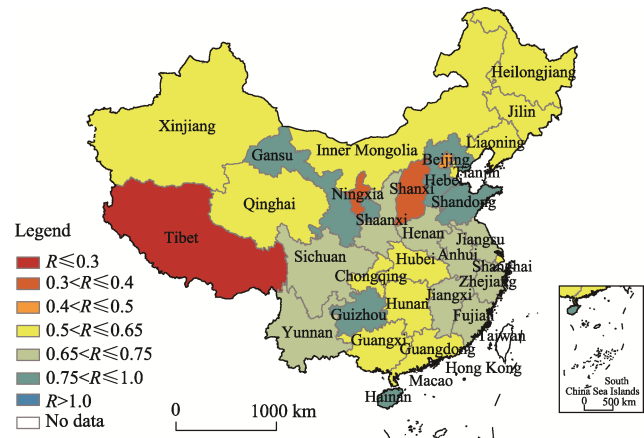 Heilongjiang
Jilin
Liaoning
Xinjiang
Inner Mongolia
Gansu
Beijing
Tianjin
Hebei
Ningxia
Shanxi
Shandong
Qinghai
Shaanxi
Henan
Jiangsu
Tibet
Anhui
Sichuan
Hubei
Shanghai
Chongqing
Zhejiang
Hunan
Jiangxi
Guizhou
Fujian
Yunnan
Taiwan
Guangxi
Guangdong
Hong Kong
Macao
Hainan
Legend
R≤0.3
0.3<R≤0.4
0.4<R≤0.5
0.5<R≤0.65
0.65<R≤0.75
0.75<R≤1.0
R>1.0
No data
0 1000 km
South
China Sea Isles
0 500 km